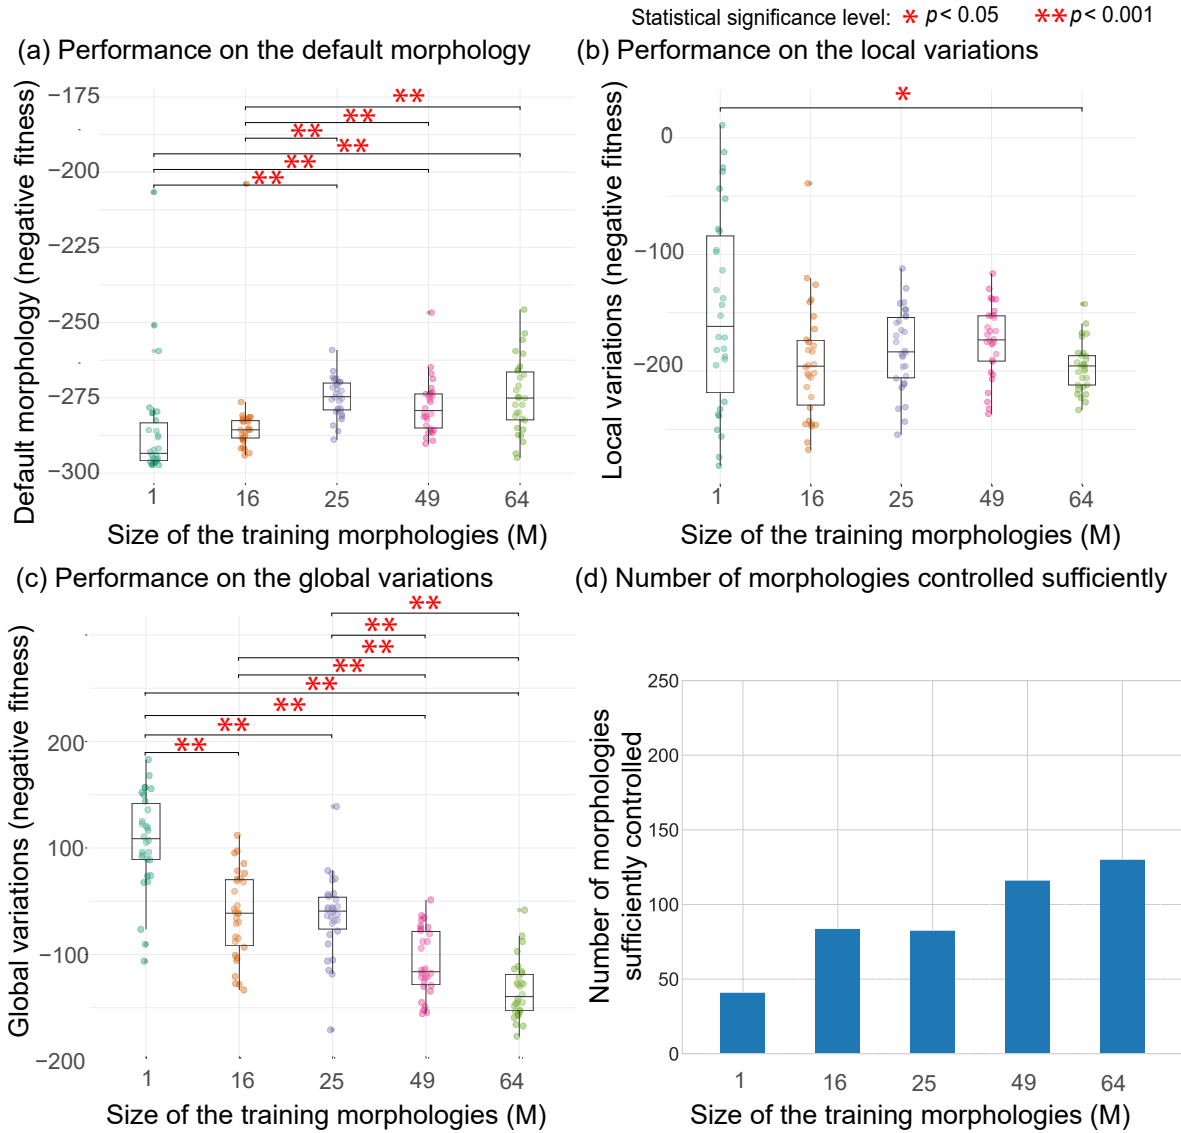 Statistical significance level: * p < 0.05 ** p < 0.001
(a) Performance on the default morphology
(b) Performance on the local variations
Default morphology (negative fitness)
−175
−200
−225
−250
−275
−300
** 
**
**
**
**
**
1 16 25 49 64
Size of the training morphologies (M)
Local variations (negative fitness)
0
−100
−200
*
1 16 25 49 64
Size of the training morphologies (M)
(c) Performance on the global variations
(d) Number of morphologies controlled sufficiently
Global variations (negative fitness)
200
100
−100
−200
**
**
**
**
**
**
**
**
1 16 25 49 64
Size of the training morphologies (M)
Number of morphologies
sufficiently controlled
250
200
150
100
50
0
1 16 25 49 64
Size of the training morphologies (M)